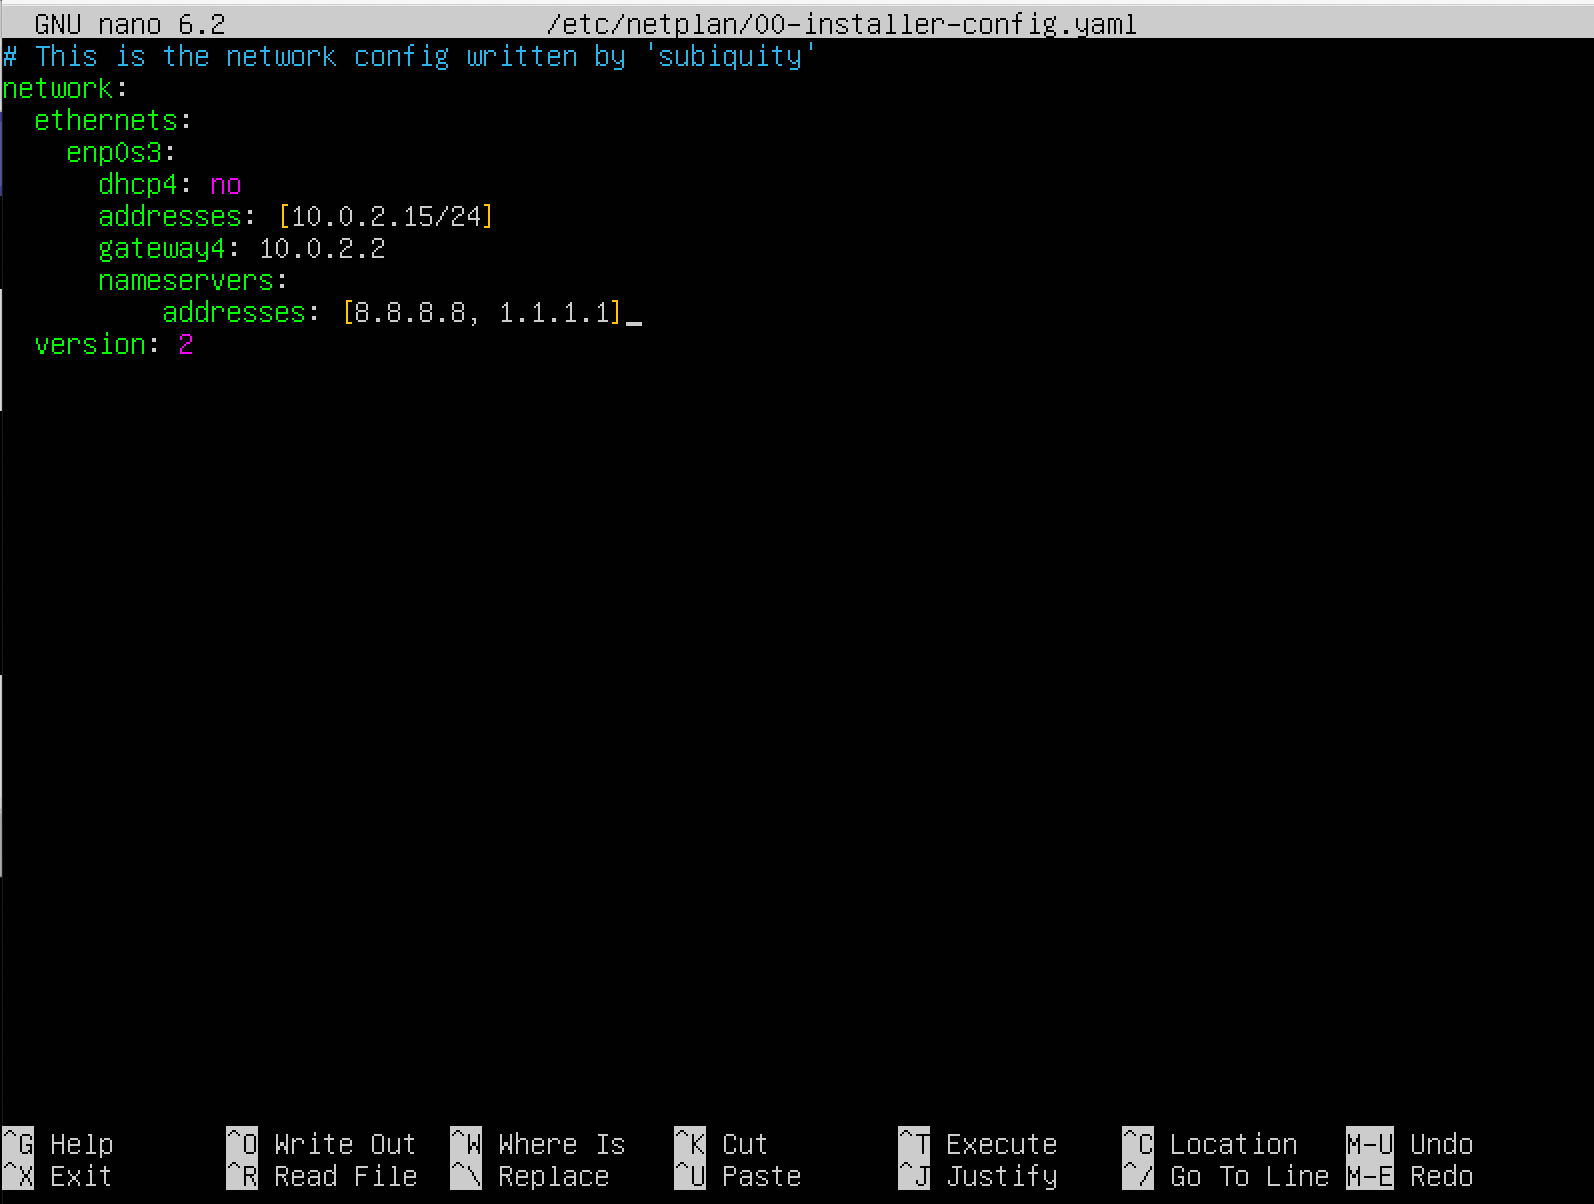 GNU nano 6.2 /etc/netplan/00-installer-config.yaml
# This is the network config written by 'subiquity'
network:
  ethernets:
    enp0s3:
      dhcp4: no
      addresses: [10.0.2.15/24]
      gateway4: 10.0.2.2
      nameservers:
          addresses: [8.8.8.8, 1.1.1.1]
  version: 2
^G Help ^O Write Out ^W Where Is ^K Cut ^T Execute ^C Location M-U Undo
^X Exit ^R Read File ^\ Replace ^U Paste ^J Justify ^/ Go To Line M-E Redo